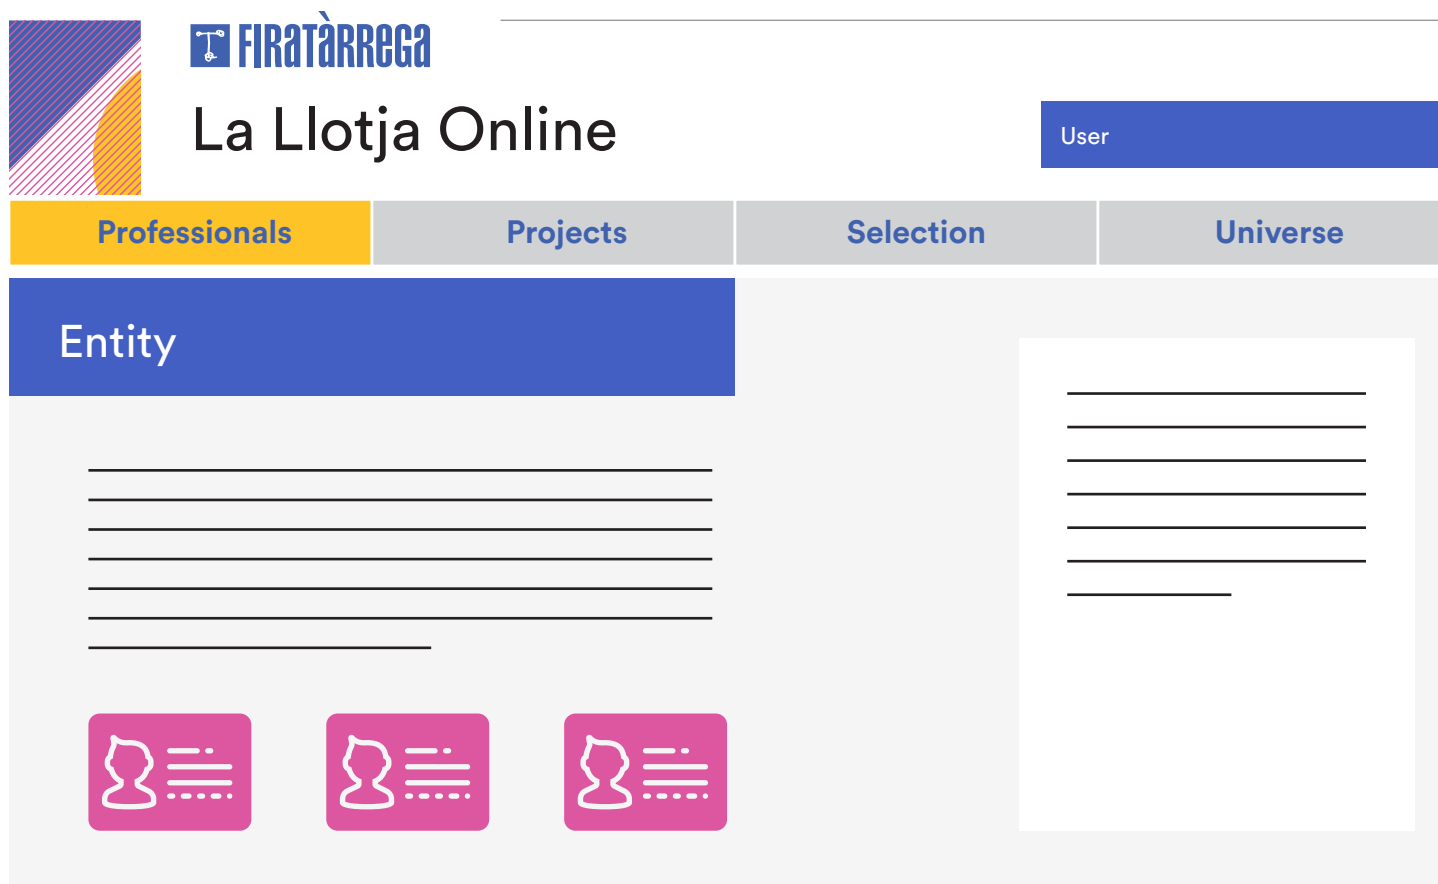 FIRATÀRREGA
La Llotja Online
User
Professionals
Projects
Selection
Universe
Entity